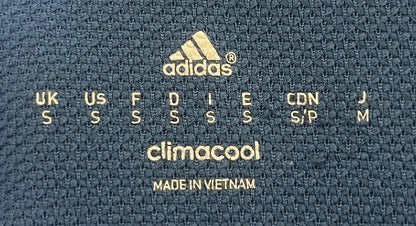 adidas®
UK US F D I E CDN J
S S S S S S S/P M
climacool
MADE IN VIETNAM